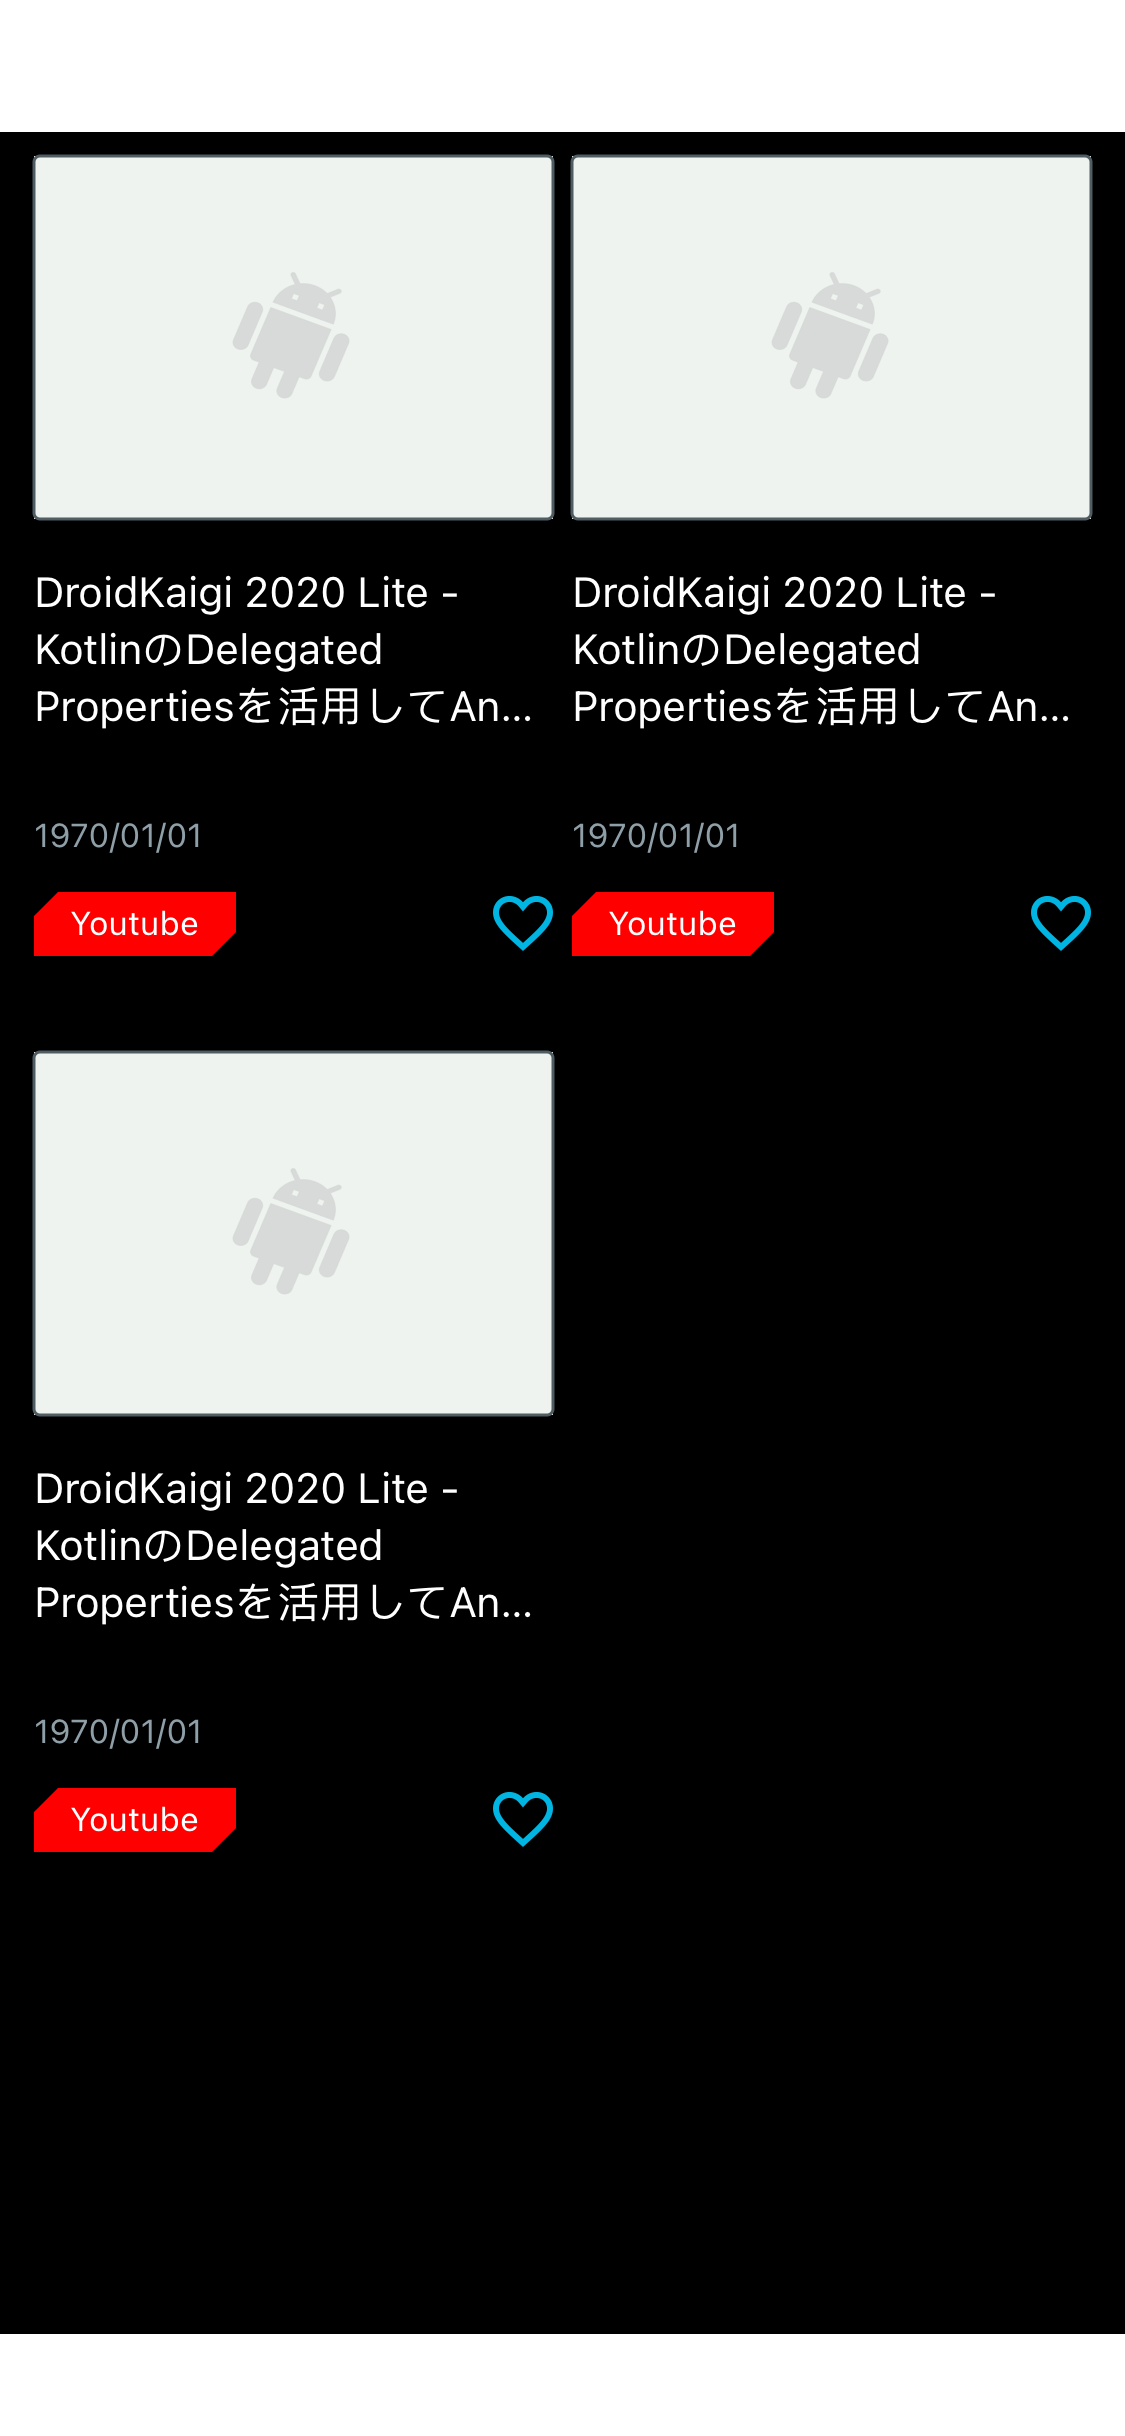 DroidKaigi 2020 Lite -
KotlinのDelegated
Propertiesを活用してAn...
1970/01/01
Youtube
DroidKaigi 2020 Lite -
KotlinのDelegated
Propertiesを活用してAn...
1970/01/01
Youtube
DroidKaigi 2020 Lite -
KotlinのDelegated
Propertiesを活用してAn...
1970/01/01
Youtube